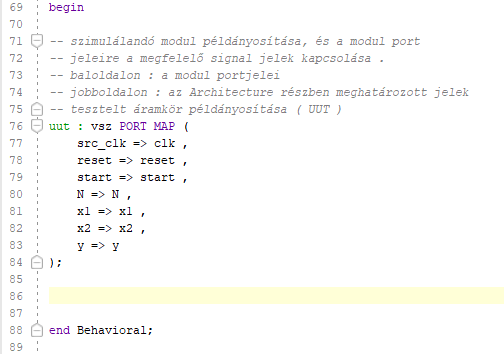 69 begin
70
71 -- szimulálandó modul példányosítása, és a modul port
72 -- jeleire a megfelelő signal jelek kapcsolása .
73 -- baloldalon : a modul portjelei
74 -- jobboldalon : az Architecture részben meghatározott jelek
75 -- tesztelt áramkör példányosítása ( UUT )
76 uut : vsz PORT MAP (
77 src_clk => clk ,
78 reset => reset ,
79 start => start ,
80 N => N ,
81 x1 => x1 ,
82 x2 => x2 ,
83 y => y
84 );
85
86
87
88 end Behavioral;
89